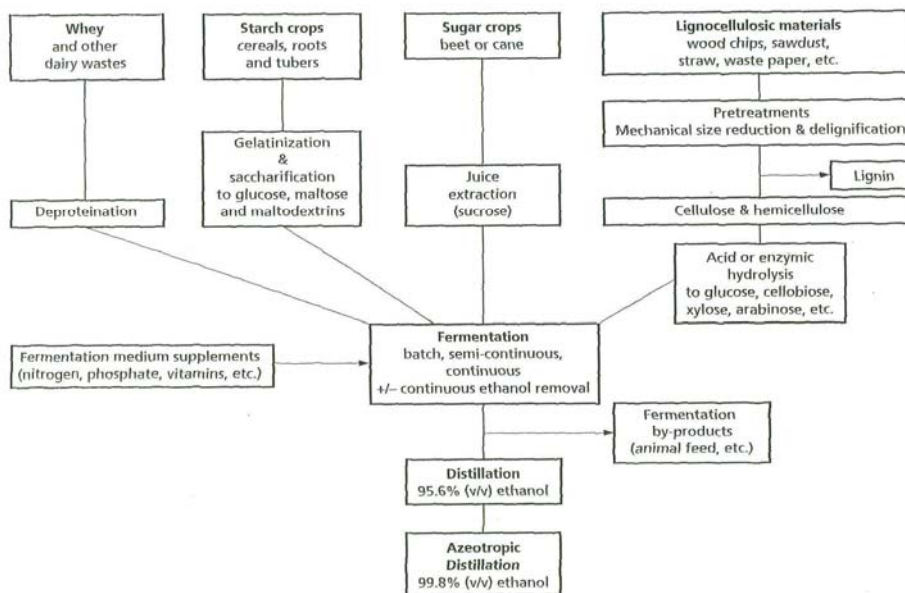 Whey
and other
dairy wastes
Starch crops
cereals, roots
and tubers
Sugar crops
beet or cane
Lignocellulosic materials
wood chips, sawdust,
straw, waste paper, etc.
Pretreatments
Mechanical size reduction & delignification
Gelatinization
&
saccharification
to glucose, maltose
and maltodextrins
Juice
extraction
(sucrose)
Lignin
Deproteination
Cellulose & hemicellulose
Acid or enzymic
hydrolysis
to glucose, cellobiose,
xylose, arabinose, etc.
Fermentation medium supplements
(nitrogen, phosphate, vitamins, etc.)
Fermentation
batch, semi-continuous,
continuous
+/− continuous ethanol removal
Fermentation
by-products
(animal feed, etc.)
Distillation
95.6% (v/v) ethanol
Azeotropic
Distillation
99.8% (v/v) ethanol